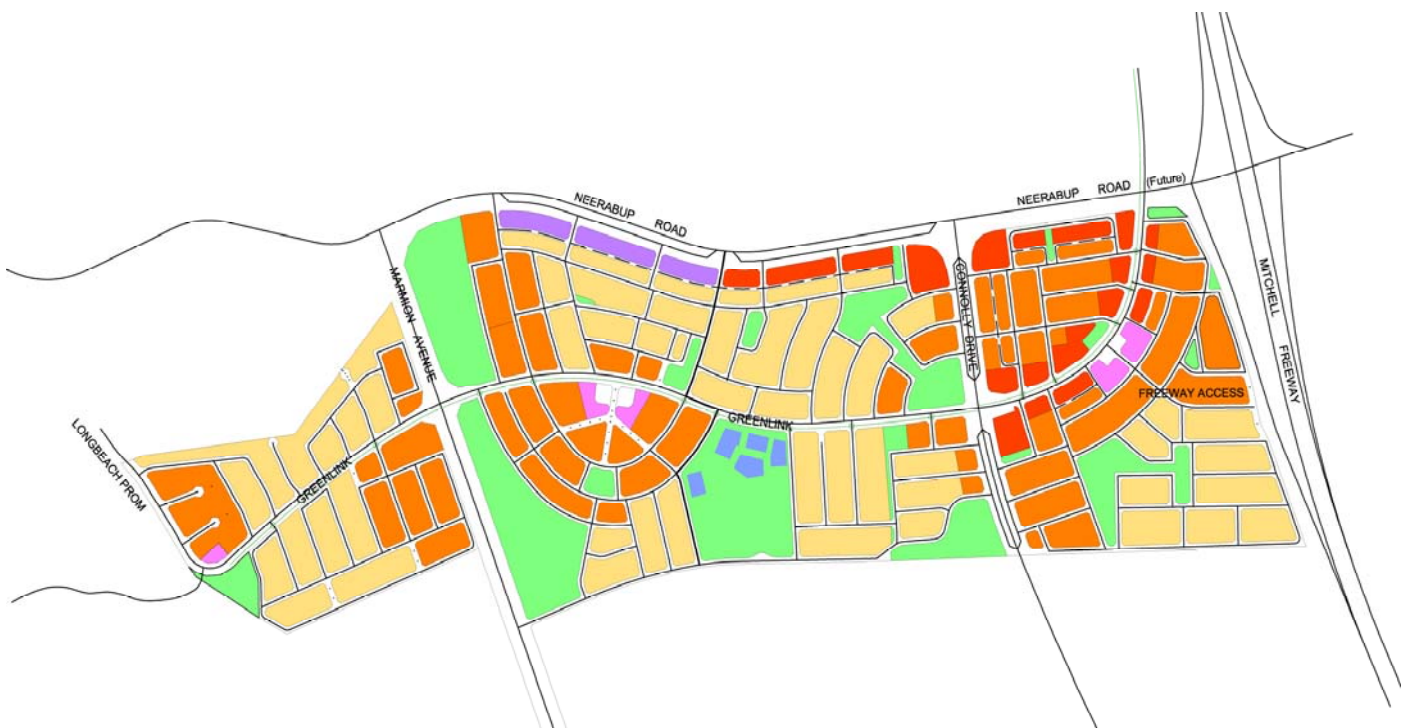 NEERABUP ROAD
NEERABUP ROAD (Future)
MARMION AVENUE
CONNOLLY DRIVE
MITCHELL FREEWAY
FREEWAY ACCESS
GREENLINK
LONGBEACH PROM
GREENLINK